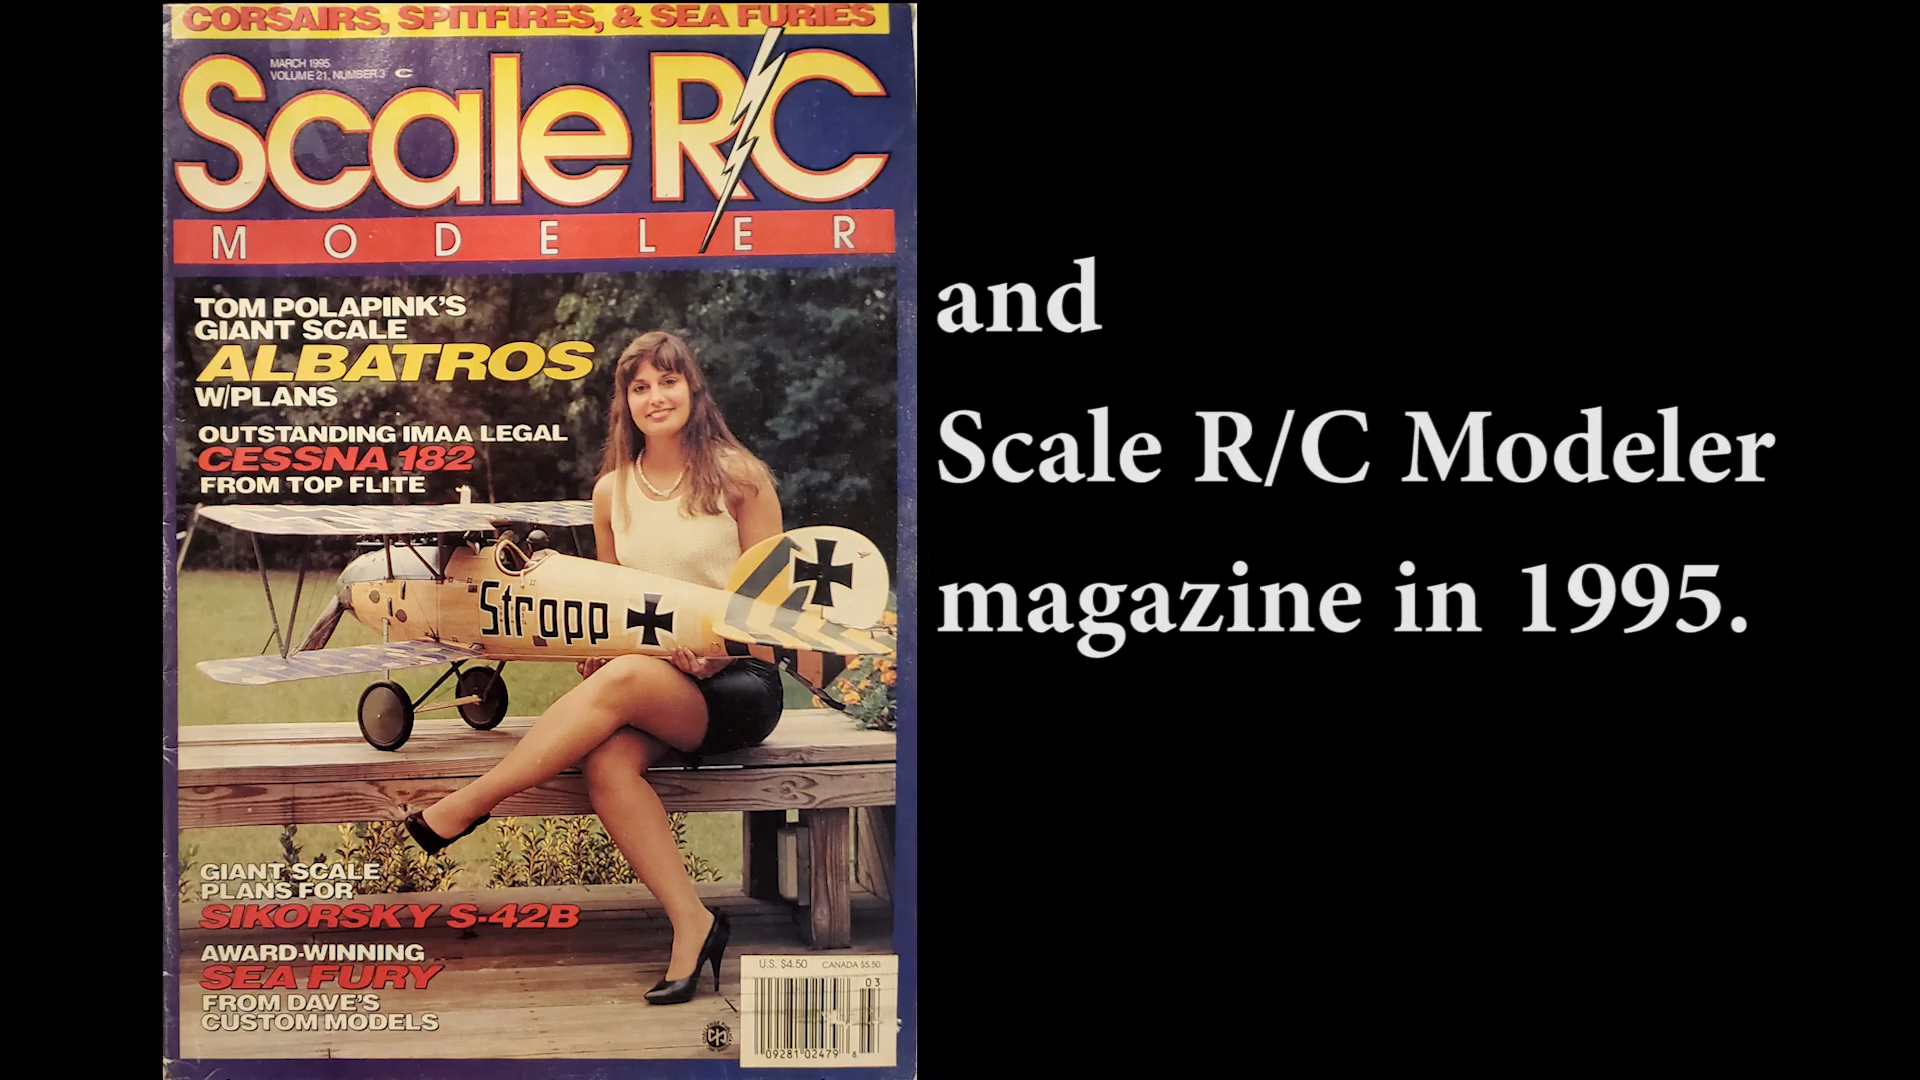 CORSAIRS, SPITFIRES, & SEA FURIES
MARCH 1995
VOLUME 21, NUMBER 3
Scale R/C
MODELER
TOM POLAPINK'S
GIANT SCALE
ALBATROS
W/PLANS
OUTSTANDING IMAA LEGAL
CESSNA 182
FROM TOP FLITE
Stropp
GIANT SCALE
PLANS FOR
SIKORSKY S-42B
AWARD-WINNING
SEA FURY
FROM DAVE'S
CUSTOM MODELS
U.S. $4.50 CANADA $5.50
03
09281 02479 8
and
Scale R/C Modeler
magazine in 1995.